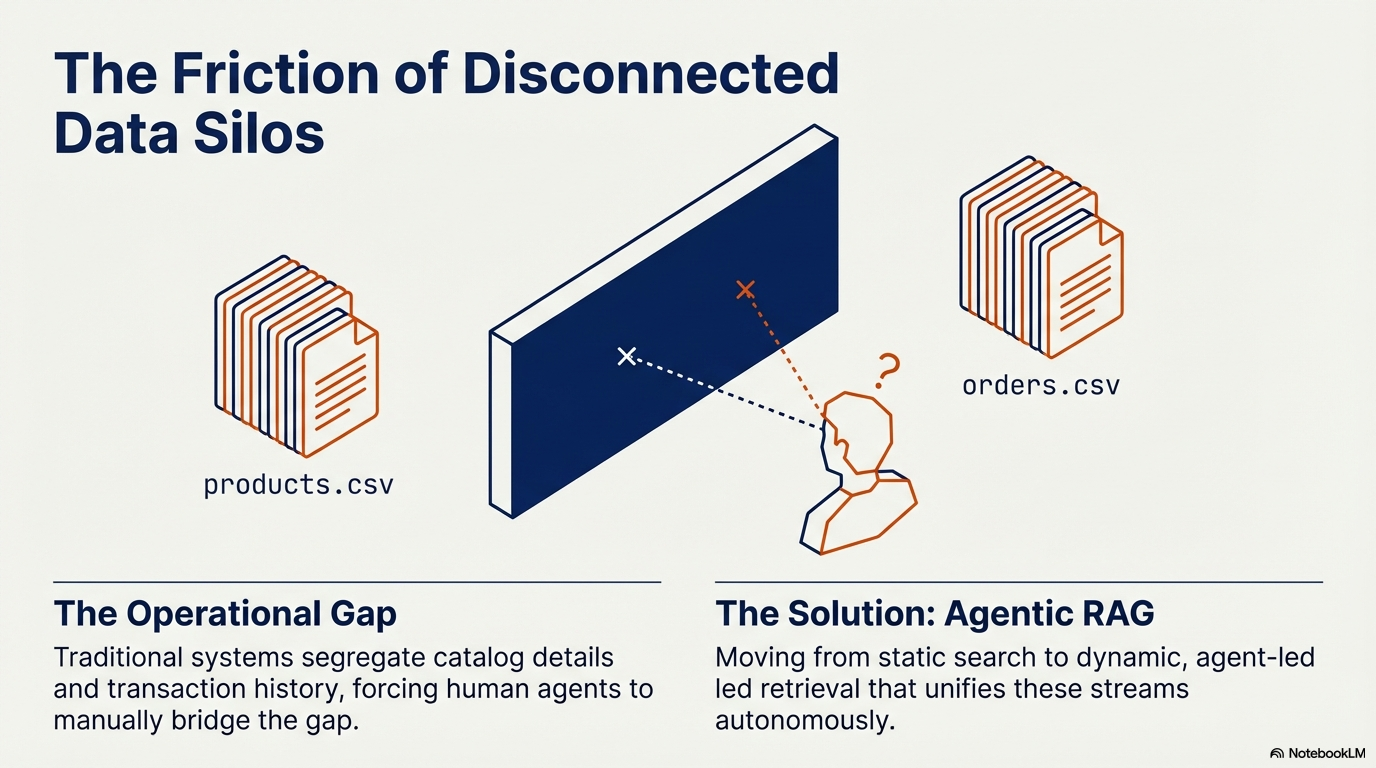 The Friction of Disconnected
Data Silos
products.csv
?
orders.csv
The Operational Gap
Traditional systems segregate catalog details
and transaction history, forcing human agents to
manually bridge the gap.
The Solution: Agentic RAG
Moving from static search to dynamic, agent-led
led retrieval that unifies these streams
autonomously.
NotebookLM